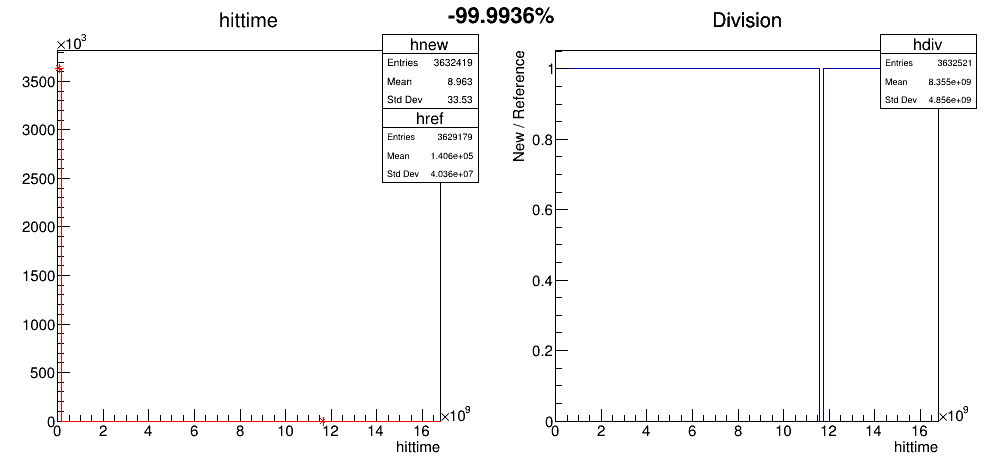 -99.9936%
hittime
×10³
hnew
Entries 3632419
Mean 8.963
Std Dev 33.53
href
Entries 3629179
Mean 1.406e+05
Std Dev 4.036e+07
3500
3000
2500
2000
1500
1000
500
0
0 2 4 6 8 10 12 14 16
×10⁹
hittime
Division
hdiv
Entries 3632521
Mean 8.355e+09
Std Dev 4.856e+09
New / Reference
1
0.8
0.6
0.4
0.2
0
0 2 4 6 8 10 12 14 16
×10⁹
hittime